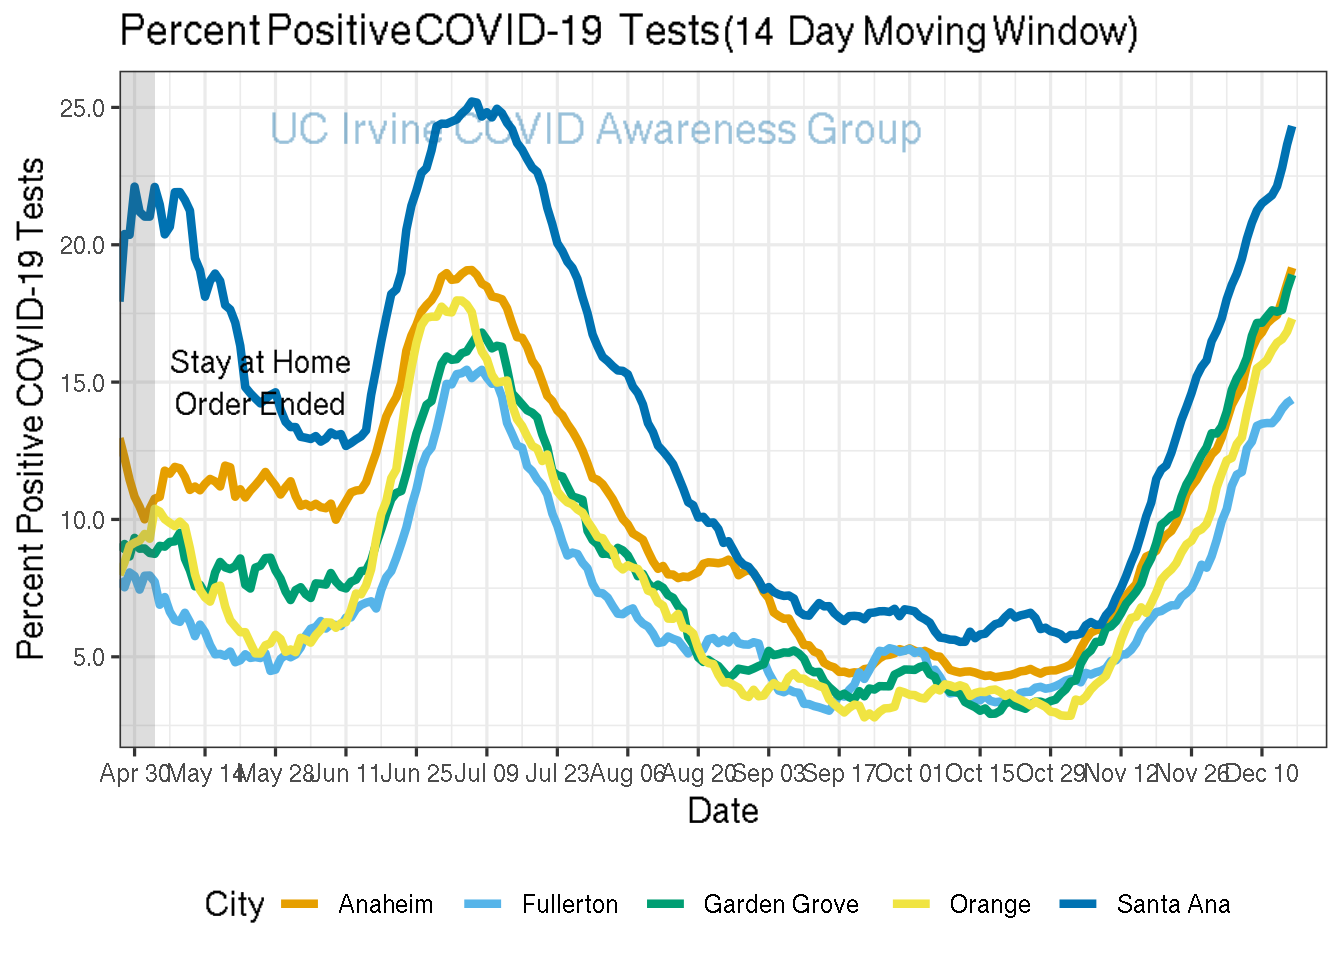 Percent Positive COVID-19 Tests (14 Day Moving Window)
UC Irvine COVID Awareness Group
Percent Positive COVID-19 Tests
25.0
20.0
15.0
10.0
5.0
Stay at Home
Order Ended
Apr 30 May 14 May 28 Jun 11 Jun 25 Jul 09 Jul 23 Aug 06 Aug 20 Sep 03 Sep 17 Oct 01 Oct 15 Oct 29 Nov 12 Nov 26 Dec 10
Date
City Anaheim Fullerton Garden Grove Orange Santa Ana